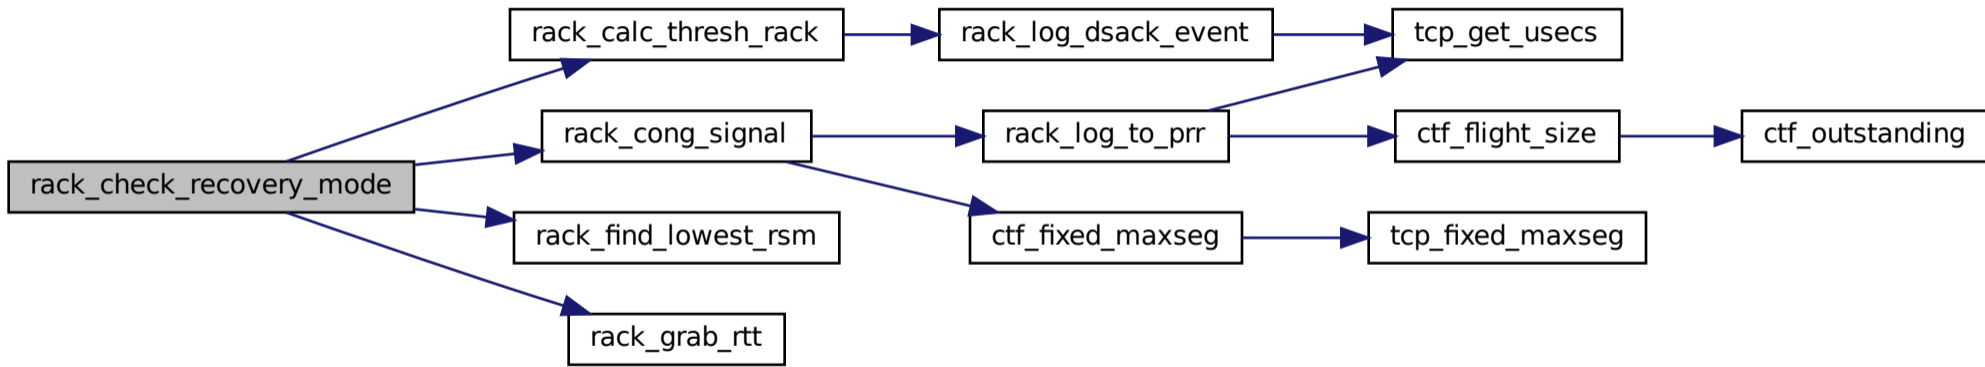 rack_calc_thresh_rack
rack_log_dsack_event
tcp_get_usecs
rack_cong_signal
rack_log_to_prr
ctf_flight_size
ctf_outstanding
rack_check_recovery_mode
rack_find_lowest_rsm
ctf_fixed_maxseg
tcp_fixed_maxseg
rack_grab_rtt